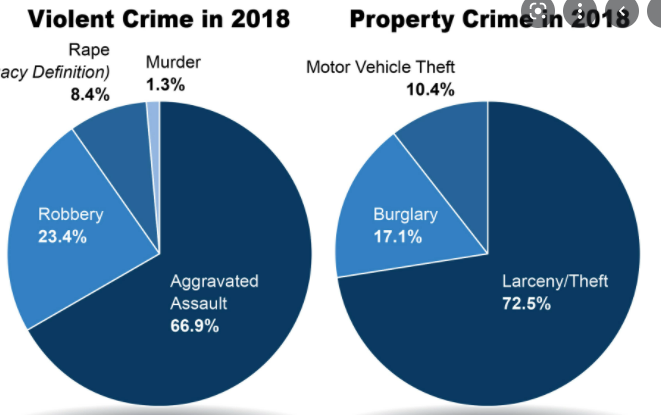 Violent Crime in 2018
Rape
acy Definition)
8.4%
Murder
1.3%
Robbery
23.4%
Aggravated
Assault
66.9%
Property Crime in 2018
Motor Vehicle Theft
10.4%
Burglary
17.1%
Larceny/Theft
72.5%